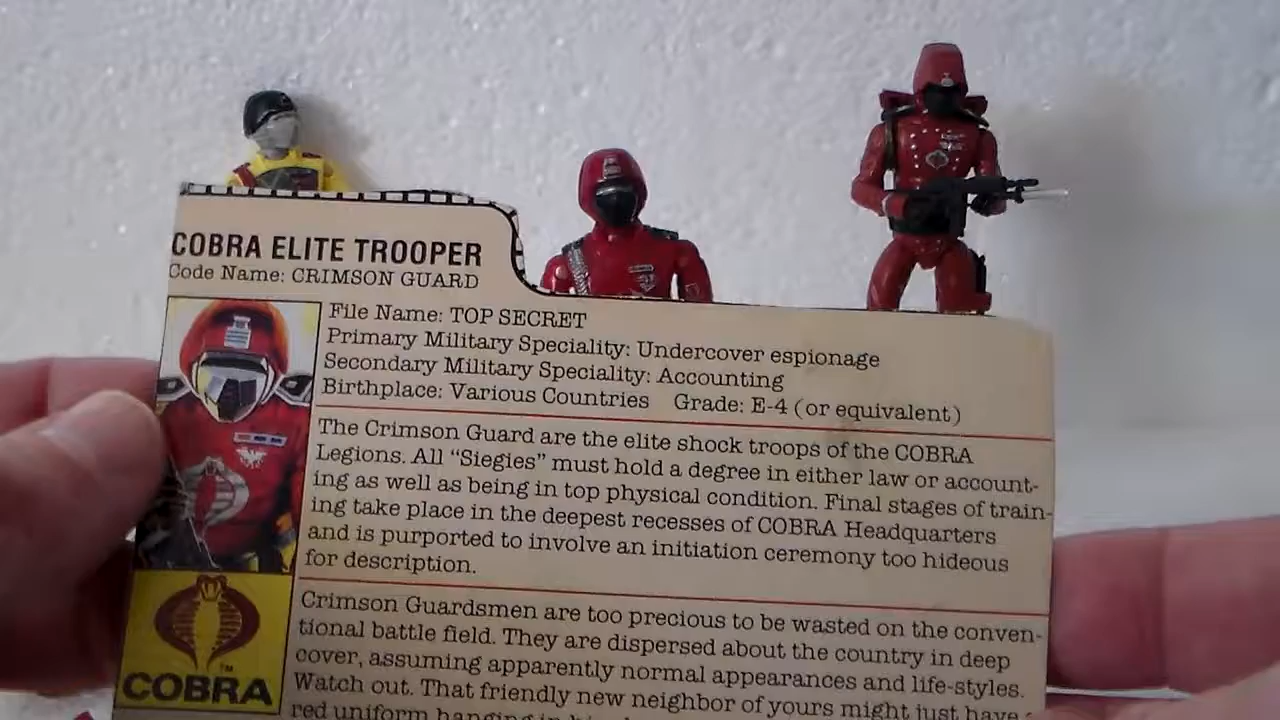 COBRA ELITE TROOPER
Code Name: CRIMSON GUARD
File Name: TOP SECRET
Primary Military Speciality: Undercover espionage
Secondary Military Speciality: Accounting
Birthplace: Various Countries Grade: E-4 (or equivalent)
The Crimson Guard are the elite shock troops of the COBRA
Legions. All “Siegies” must hold a degree in either law or account-
ing as well as being in top physical condition. Final stages of train-
ing take place in the deepest recesses of COBRA Headquarters
and is purported to involve an initiation ceremony too hideous
for description.
Crimson Guardsmen are too precious to be wasted on the conven-
tional battle field. They are dispersed about the country in deep
cover, assuming apparently normal appearances and life-styles.
Watch out. That friendly new neighbor of yours might just have a
red uniform hanging in
TM
COBRA